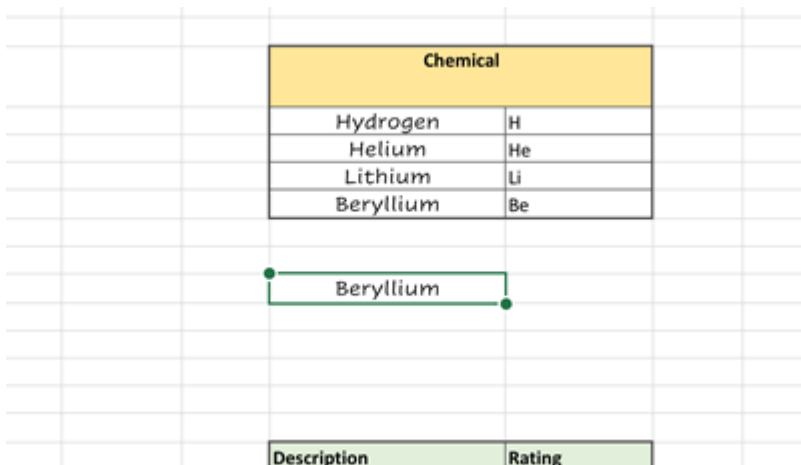 Chemical
Hydrogen H
Helium He
Lithium Li
Beryllium Be
Beryllium
Description Rating